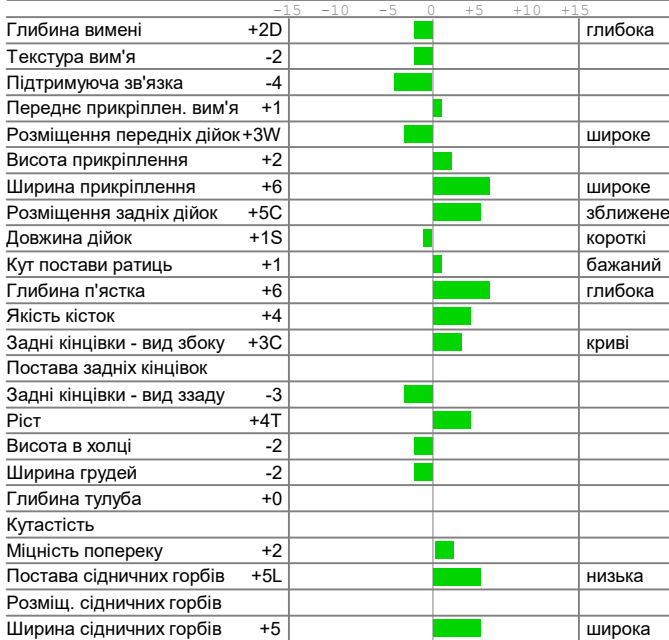 -15 -10 -5 0 +5 +10 +15
Глибина вимені +2D глибока
Текстура вим'я -2
Підтримуюча зв'язка -4
Переднє прикріплен. вим'я +1
Розміщення передніх дійок +3W широке
Висота прикріплення +2
Ширина прикріплення +6 широке
Розміщення задніх дійок +5C зближене
Довжина дійок +1S короткі
Кут постави ратиць +1 бажаний
Глибина п'ястка +6 глибока
Якість кісток +4
Задні кінцівки - вид збоку +3C криві
Постава задніх кінцівок
Задні кінцівки - вид ззаду -3
Ріст +4T
Висота в холці -2
Ширина грудей -2
Глибина тулуба +0
Кутастість
Міцність попереку +2
Постава сідничних горбів +5L низька
Розміщ. сідничних горбів
Ширина сідничних горбів +5 широка